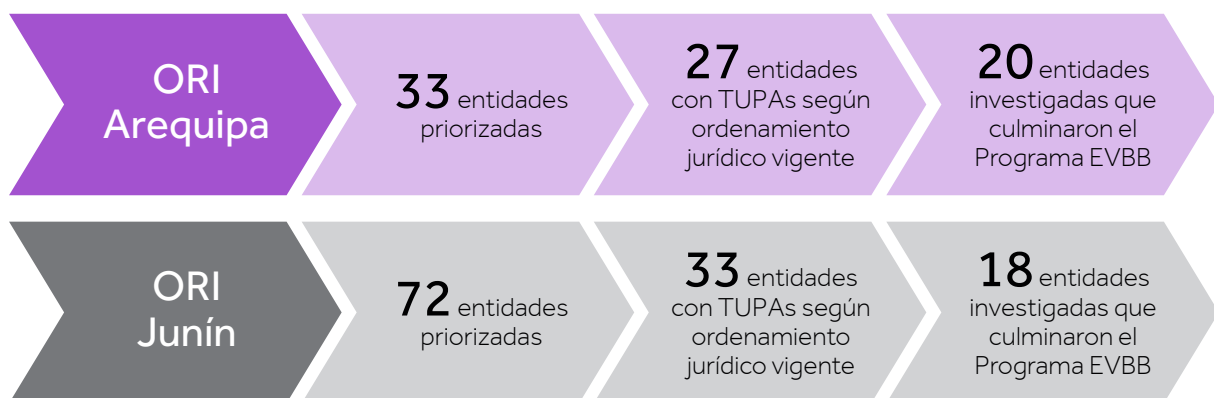 ORI
Arequipa
33 entidades
priorizadas
27 entidades
con TUPAs según
ordenamiento
jurídico vigente
20 entidades
investigadas que
culminaron el
Programa EVBB
ORI
Junín
72 entidades
priorizadas
33 entidades
con TUPAs según
ordenamiento
jurídico vigente
18 entidades
investigadas que
culminaron el
Programa EVBB